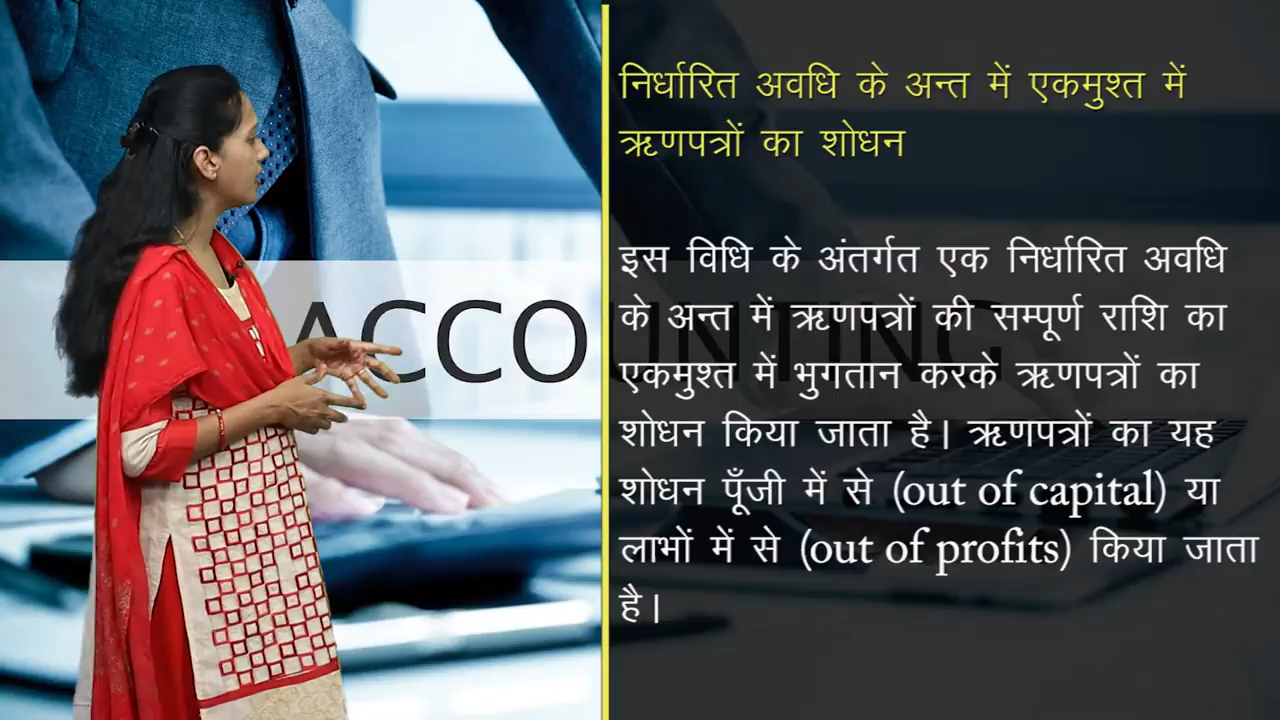 निर्धारित अवधि के अन्त में एकमुश्त में
ऋणपत्रों का शोधन
इस विधि के अंतर्गत एक निर्धारित अवधि
के अन्त में ऋणपत्रों की सम्पूर्ण राशि का
एकमुश्त में भुगतान करके ऋणपत्रों का
शोधन किया जाता है। ऋणपत्रों का यह
शोधन पूँजी में से (out of capital) या
लाभों में से (out of profits) किया जाता
है।
ACCOUNTING